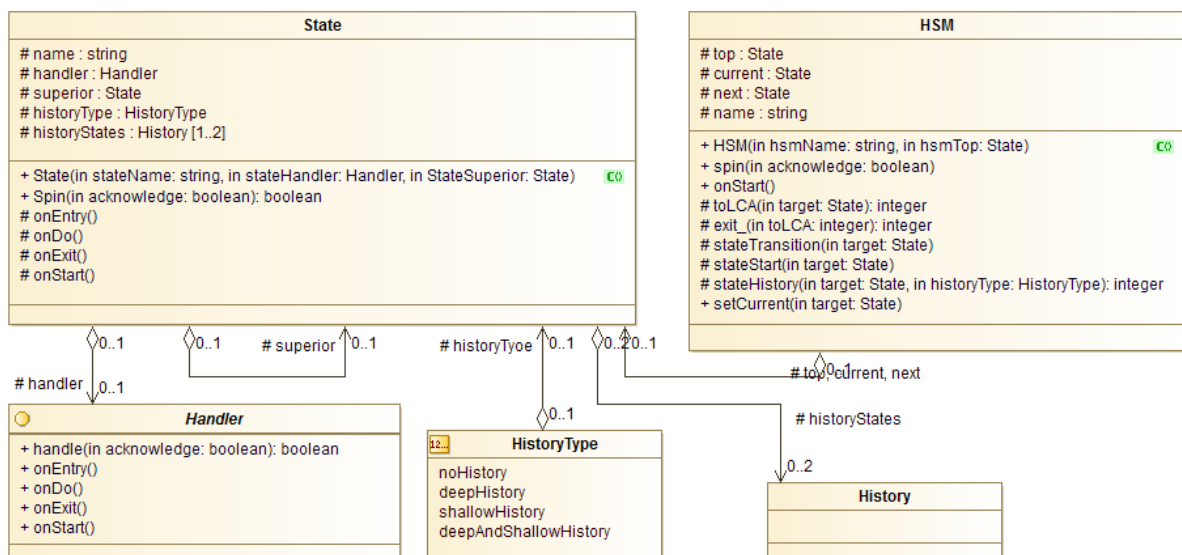 State
# name : string
# handler : Handler
# superior : State
# historyType : HistoryType
# historyStates : History [1..2]
+ State(in stateName: string, in stateHandler: Handler, in StateSuperior: State)
+ Spin(in acknowledge: boolean): boolean
# onEntry()
# onDo()
# onExit()
# onStart()
HSM
# top : State
# current : State
# next : State
# name : string
+ HSM(in hsmName: string, in hsmTop: State)
+ spin(in acknowledge: boolean)
+ onStart()
# toLCA(in target: State): integer
# exit_(in toLCA: integer): integer
# stateTransition(in target: State)
# stateStart(in target: State)
# stateHistory(in target: State, in historyType: HistoryType): integer
+ setCurrent(in target: State)
0..1
# handler
0..1
0..1
# superior
0..1
# historyTyoe
0..1
0..1
0..2
0..1
0..1
# top, current, next
# historyStates
0..2
Handler
+ handle(in acknowledge: boolean): boolean
+ onEntry()
+ onDo()
+ onExit()
+ onStart()
12...
HistoryType
noHistory
deepHistory
shallowHistory
deepAndShallowHistory
History